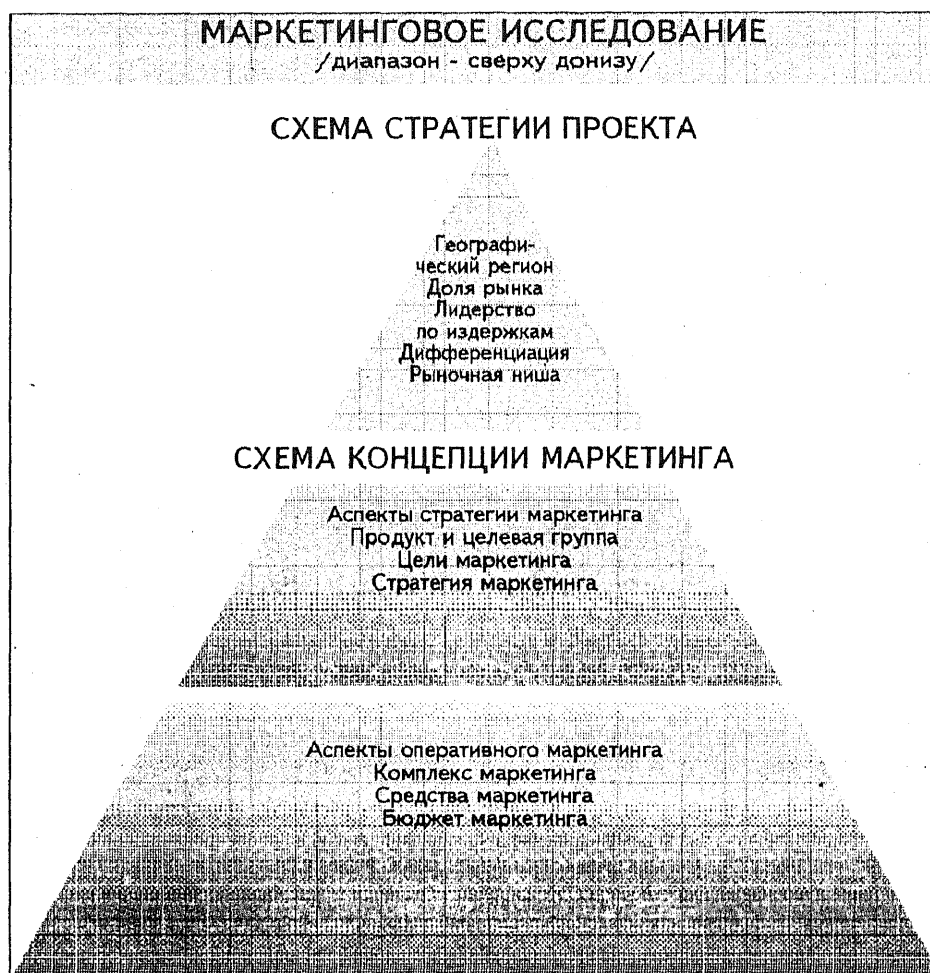 МАРКЕТИНГОВОЕ ИССЛЕДОВАНИЕ
/диапазон - сверху донизу/
СХЕМА СТРАТЕГИИ ПРОЕКТА
Географи-
ческий регион
Доля рынка
Лидерство
по издержкам
Дифференциация
Рыночная ниша
СХЕМА КОНЦЕПЦИИ МАРКЕТИНГА
Аспекты стратегии маркетинга
Продукт и целевая группа
Цели маркетинга
Стратегия маркетинга
Аспекты оперативного маркетинга
Комплекс маркетинга
Средства маркетинга
Бюджет маркетинга